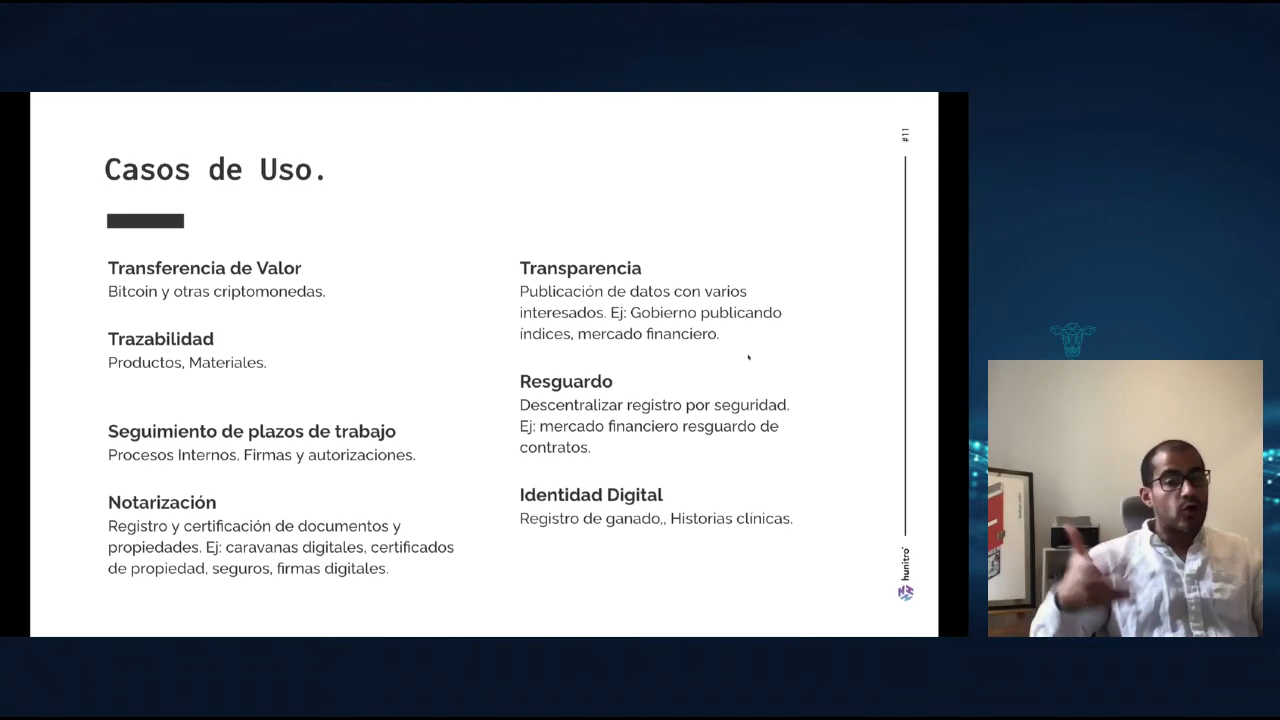 #11
Casos de Uso.
Transferencia de Valor
Bitcoin y otras criptomonedas.
Trazabilidad
Productos, Materiales.
Seguimiento de plazos de trabajo
Procesos Internos. Firmas y autorizaciones.
Notarización
Registro y certificación de documentos y
propiedades. Ej: caravanas digitales, certificados
de propiedad, seguros, firmas digitales.
Transparencia
Publicación de datos con varios
interesados. Ej: Gobierno publicando
índices, mercado financiero.
Resguardo
Descentralizar registro por seguridad.
Ej: mercado financiero resguardo de
contratos.
Identidad Digital
Registro de ganado,, Historias clínicas.
hunitro